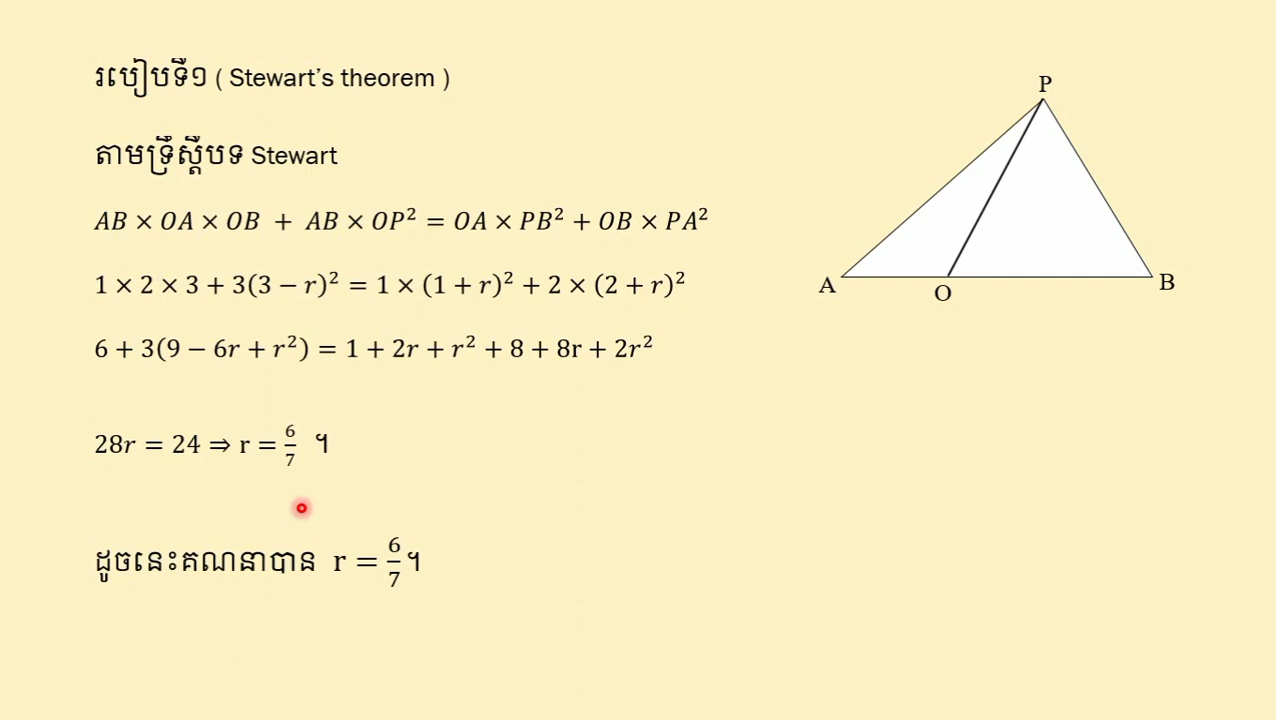 របៀបទី១ ( Stewart’s theorem )
តាមទ្រឹស្តីបទ Stewart
AB × OA × OB + AB × OP² = OA × PB² + OB × PA²
1 × 2 × 3 + 3(3 − r)² = 1 × (1 + r)² + 2 × (2 + r)²
6 + 3(9 − 6r + r²) = 1 + 2r + r² + 8 + 8r + 2r²
28r = 24 ⇒ r = 6/7 ។
ដូចនេះគណនាបាន r = 6/7 ។
P
A
O
B